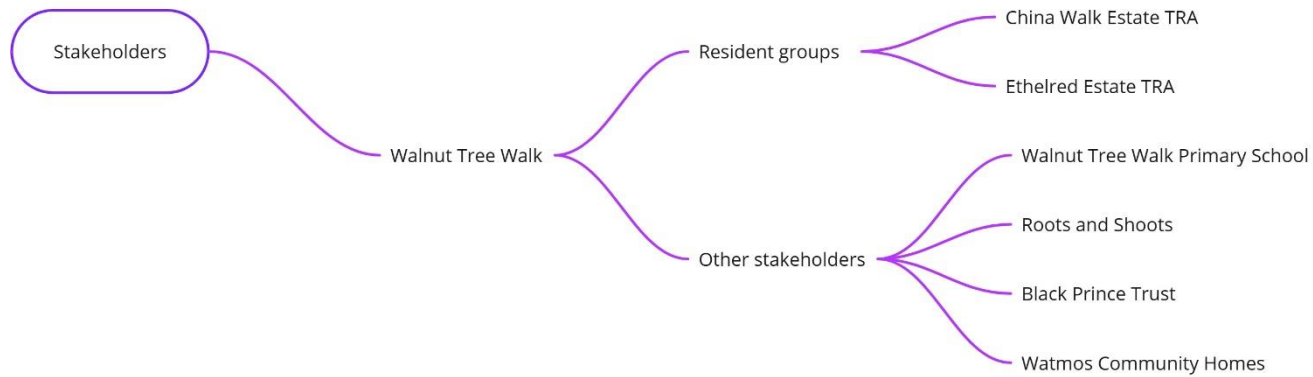 Stakeholders
Walnut Tree Walk
Resident groups
China Walk Estate TRA
Ethelred Estate TRA
Other stakeholders
Walnut Tree Walk Primary School
Roots and Shoots
Black Prince Trust
Watmos Community Homes